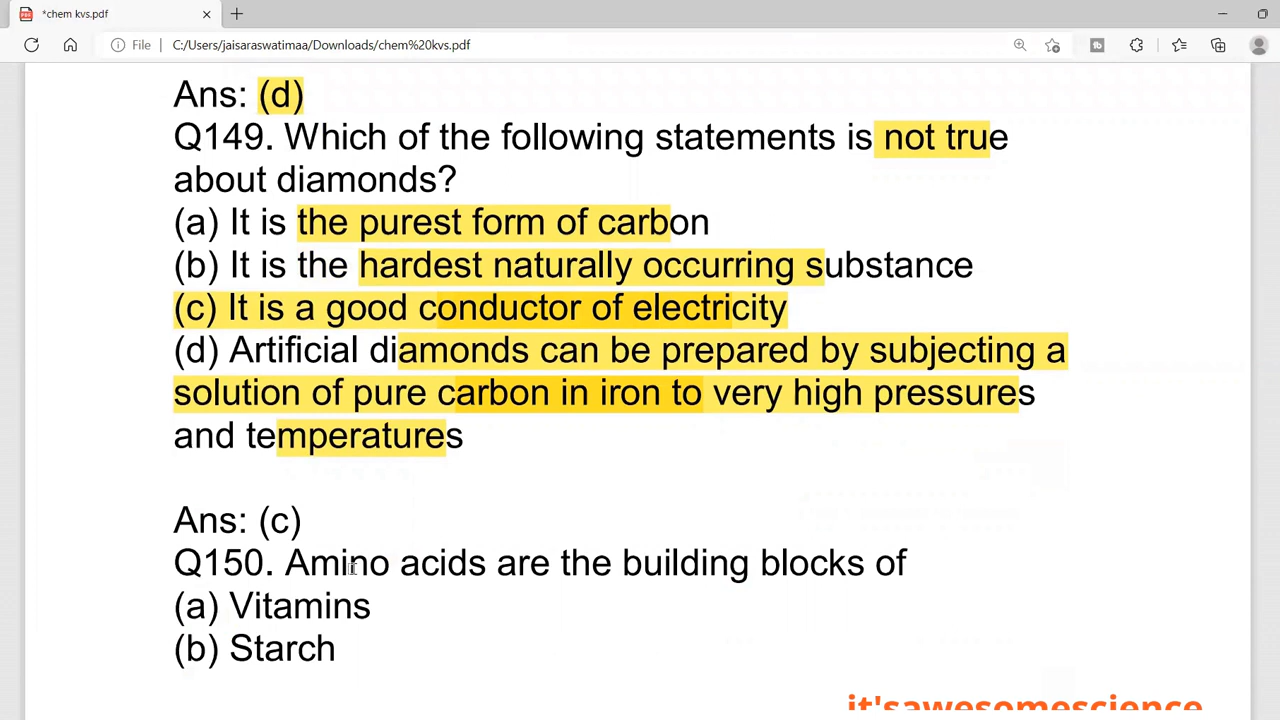 *chem kvs.pdf
File C:/Users/jaisaraswatimaa/Downloads/chem%20kvs.pdf
Ans: (d)
Q149. Which of the following statements is not true
about diamonds?
(a) It is the purest form of carbon
(b) It is the hardest naturally occurring substance
(c) It is a good conductor of electricity
(d) Artificial diamonds can be prepared by subjecting a
solution of pure carbon in iron to very high pressures
and temperatures
Ans: (c)
Q150. Amino acids are the building blocks of
(a) Vitamins
(b) Starch
it'sawesomescience